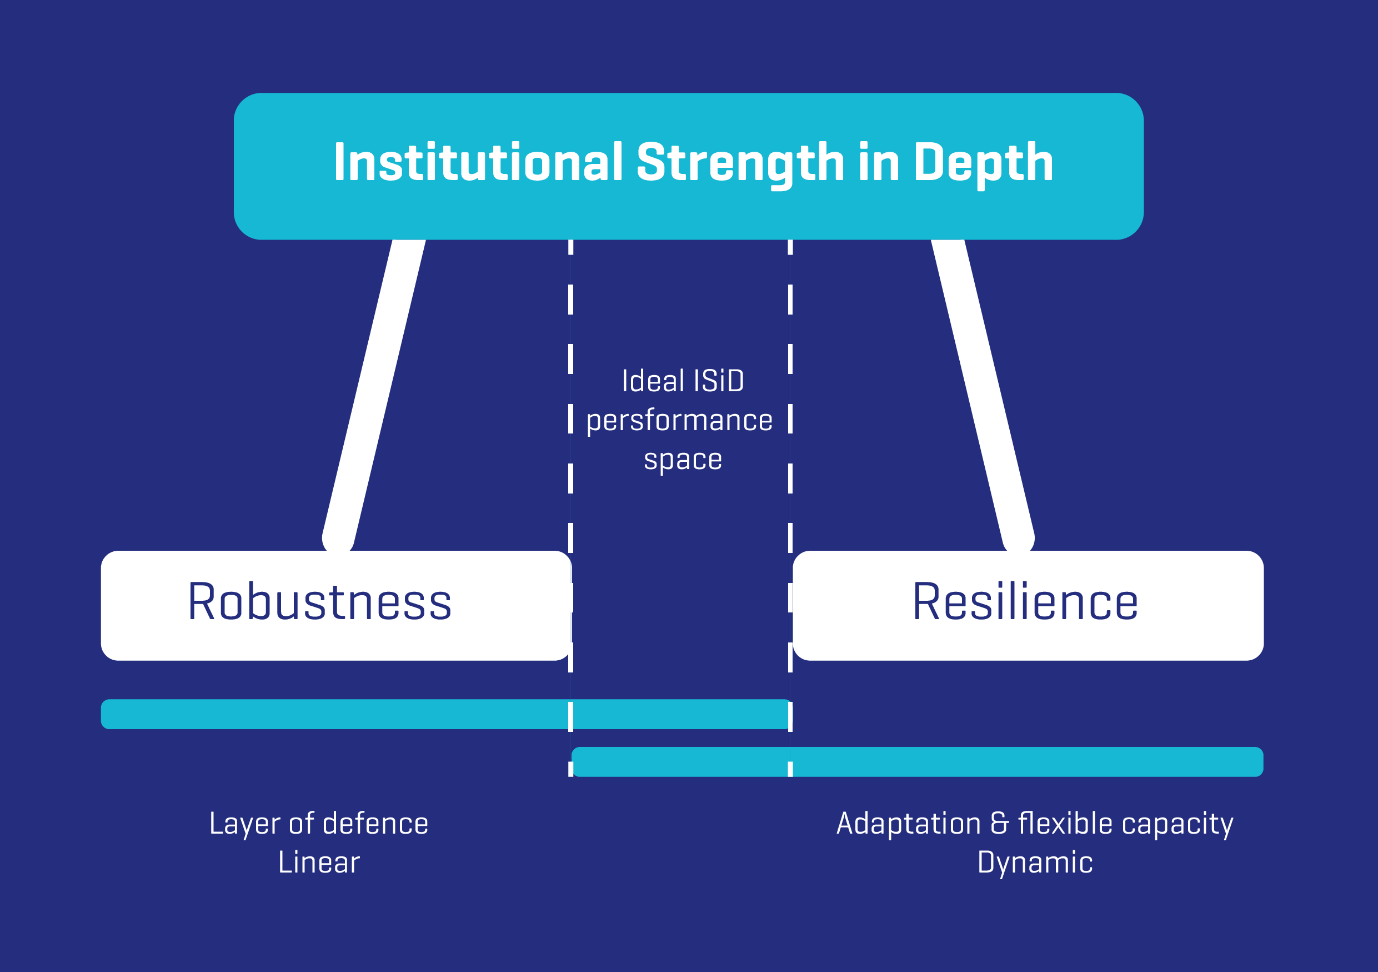 Institutional Strength in Depth
Ideal ISiD
persformance
space
Robustness
Resilience
Layer of defence
Linear
Adaptation & flexible capacity
Dynamic